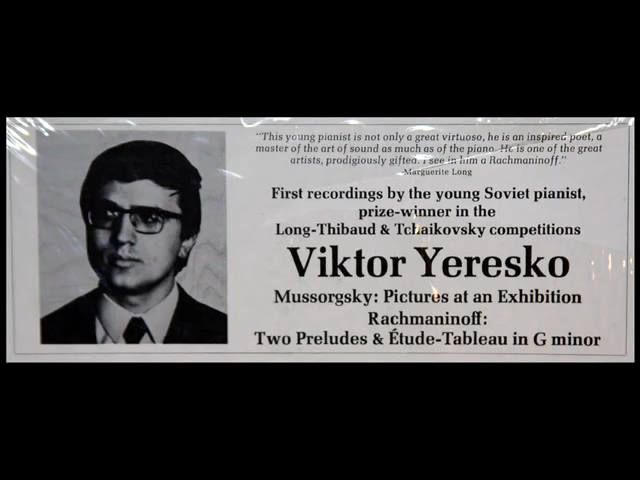 "This young pianist is not only a great virtuoso, he is an inspired poet, a
master of the art of sound as much as of the piano. He is one of the great
artists, prodigiously gifted. I see in him a Rachmaninoff."
-Marguerite Long
First recordings by the young Soviet pianist,
prize-winner in the
Long-Thibaud & Tchaikovsky competitions
Viktor Yeresko
Mussorgsky: Pictures at an Exhibition
Rachmaninoff:
Two Preludes & Étude-Tableau in G minor